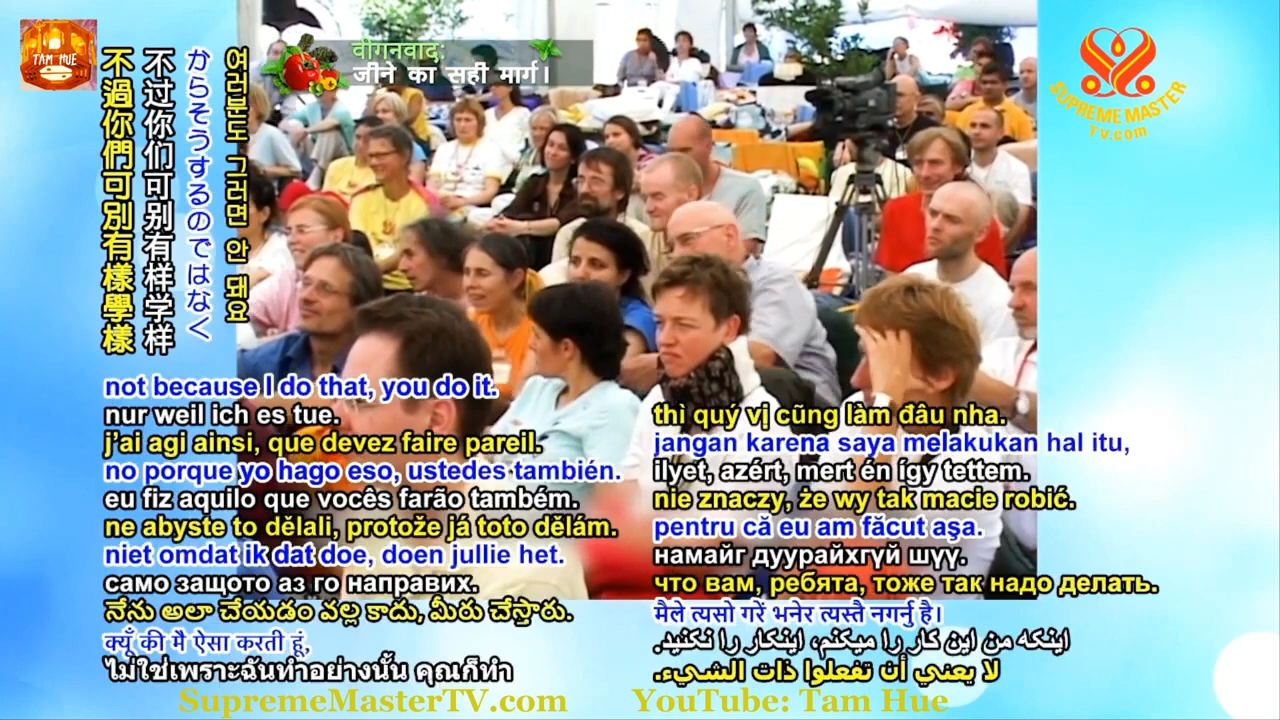 TAM HUE
वीगनवाद:
जीने का सही मार्ग।
SUPREME MASTER
TV.com
여러분도 그러면 안 돼요
からそうするのではなく
不过你们可别有样学样
不過你們可別有樣學樣
not because I do that, you do it.
nur weil ich es tue.
j’ai agi ainsi, que devez faire pareil.
no porque yo hago eso, ustedes también.
eu fiz aquilo que vocês farão também.
ne abyste to dělali, protože já toto dělám.
niet omdat ik dat doe, doen jullie het.
само защото аз го направих.
నేను అలా చేయడం వల్ల కాదు, మీరు చేస్తారు.
क्यूँ की मै ऐसा करती हूं,
ไม่ใช่เพราะฉันทำอย่างนั้น คุณก็ทำ
thì quý vị cũng làm đâu nha.
jangan karena saya melakukan hal itu,
ilyet, azért, mert én így tettem.
nie znaczy, że wy tak macie robić.
pentru că eu am făcut aşa.
намайг дуурайхгүй шүү.
что вам, ребята, тоже так надо делать.
मैले त्यसो गरें भनेर त्यस्तै नगर्नु है।
اینکه من این کار را میکنم، اینکار را نکنید.
لا يعني أن تفعلوا ذات الشيء.
SupremeMasterTV.com
YouTube: Tam Hue